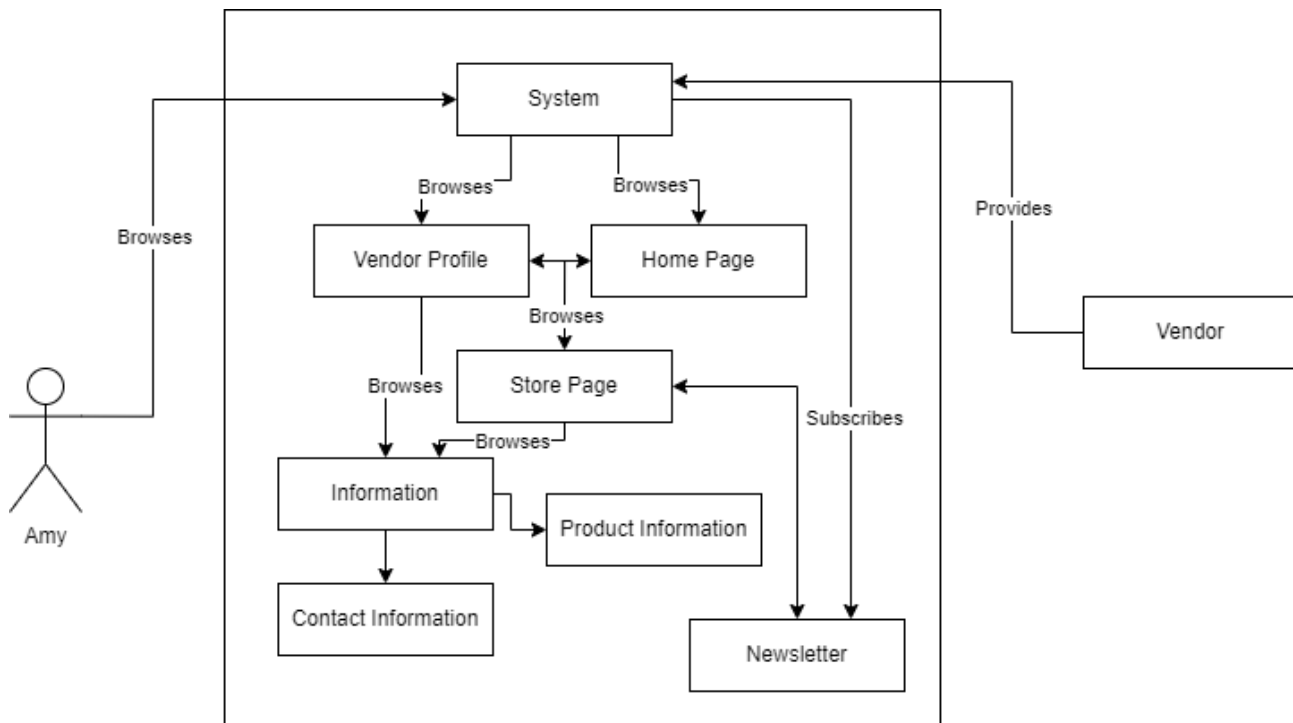 System
Browses
Browses
Provides
Browses
Vendor Profile
Home Page
Browses
Vendor
Browses
Store Page
Subscribes
Browses
Information
Product Information
Amy
Contact Information
Newsletter